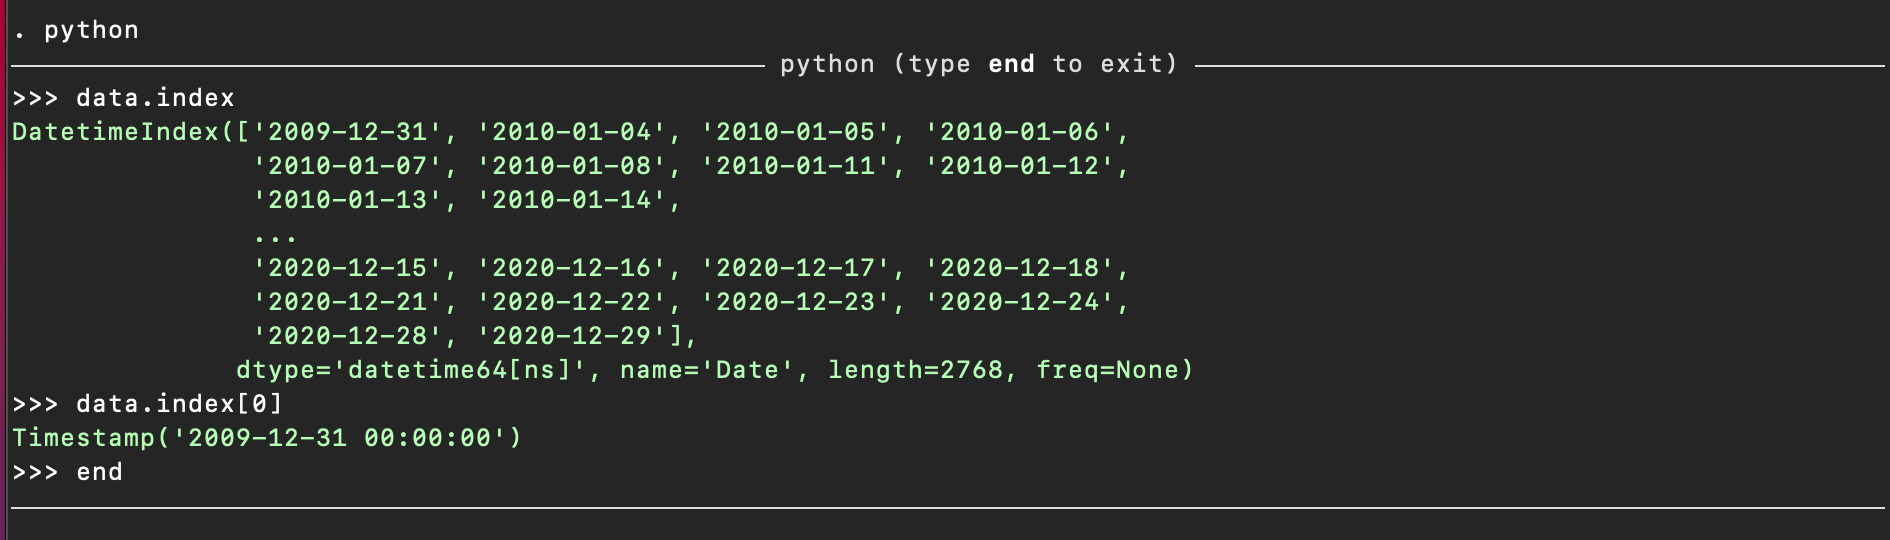 . python
python (type end to exit)
>>> data.index
DatetimeIndex(['2009-12-31', '2010-01-04', '2010-01-05', '2010-01-06',
'2010-01-07', '2010-01-08', '2010-01-11', '2010-01-12',
'2010-01-13', '2010-01-14',
...
'2020-12-15', '2020-12-16', '2020-12-17', '2020-12-18',
'2020-12-21', '2020-12-22', '2020-12-23', '2020-12-24',
'2020-12-28', '2020-12-29'],
dtype='datetime64[ns]', name='Date', length=2768, freq=None)
>>> data.index[0]
Timestamp('2009-12-31 00:00:00')
>>> end